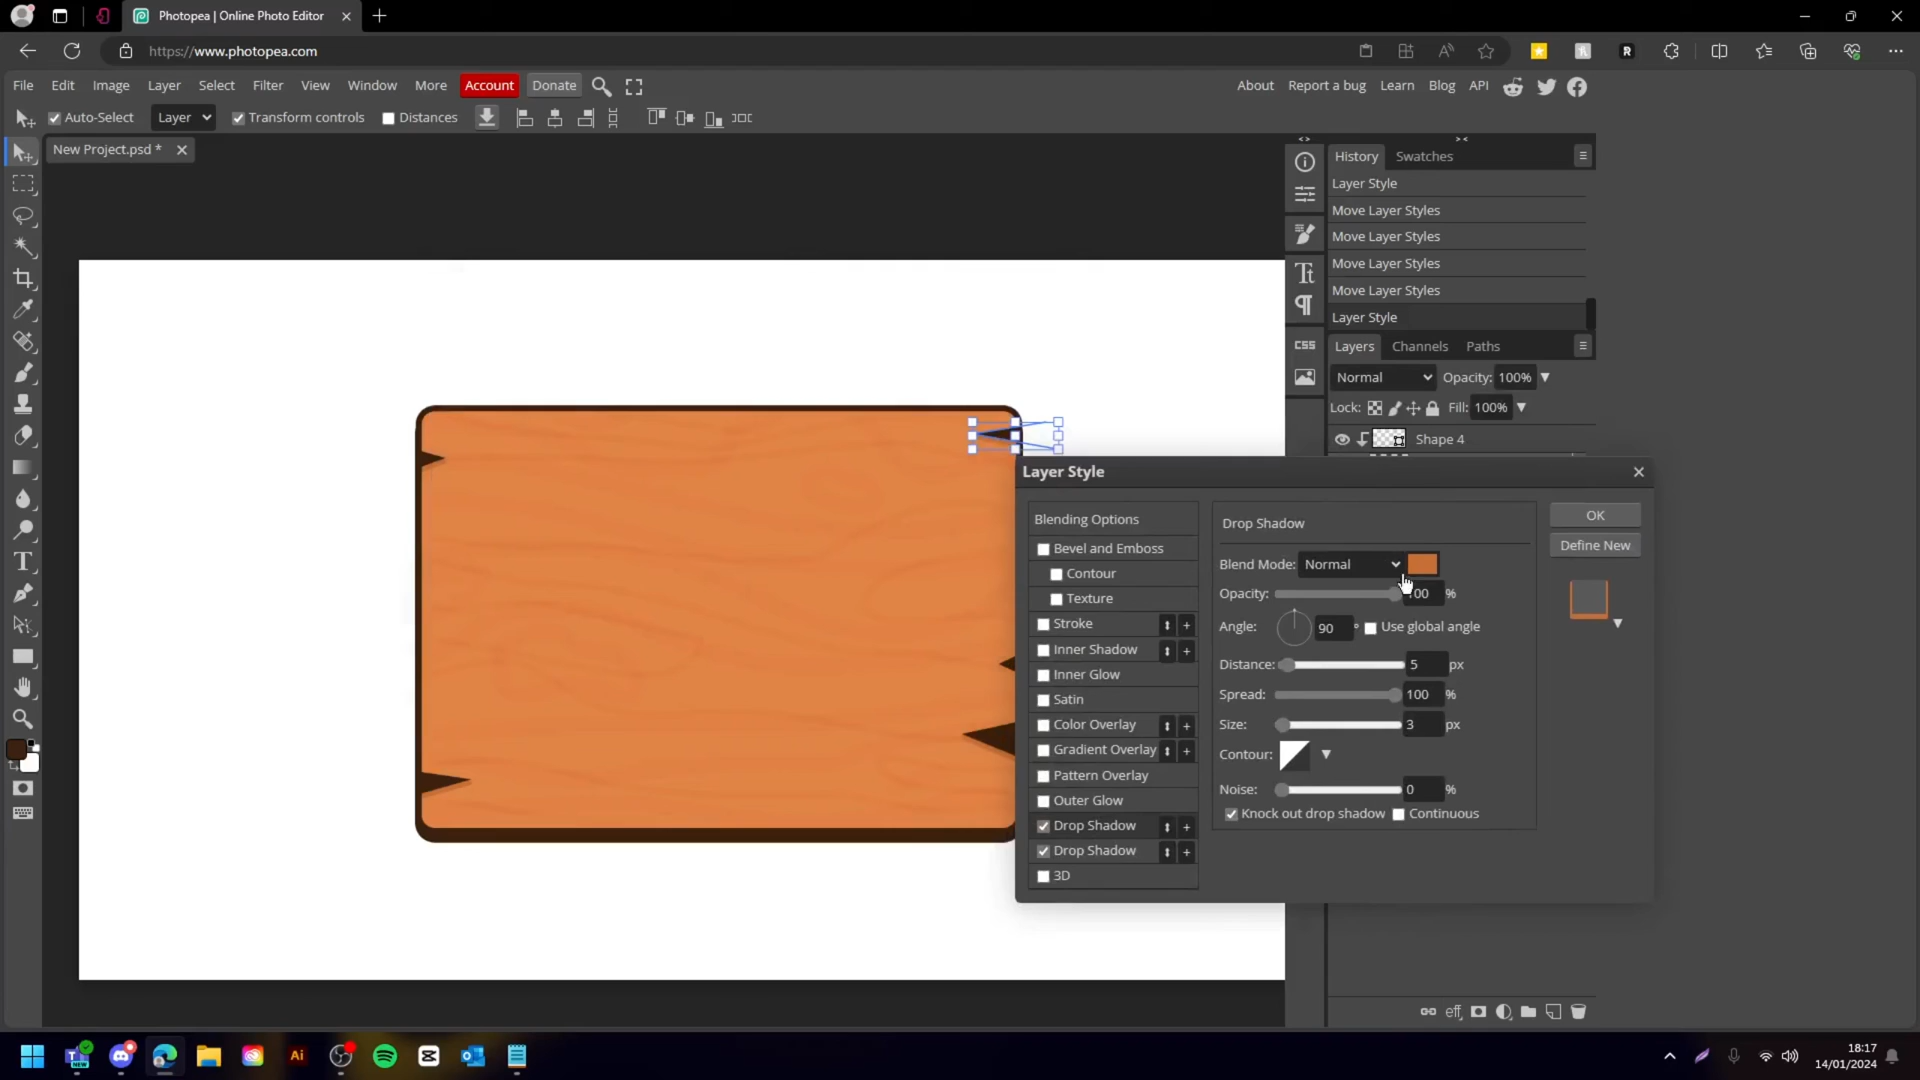 Photopea | Online Photo Editor
https://www.photopea.com
File Edit Image Layer Select Filter View Window More Account Donate
About Report a bug Learn Blog API
Auto-Select Layer Transform controls Distances
New Project.psd *
History Swatches
Layer Style
Move Layer Styles
Move Layer Styles
Move Layer Styles
Move Layer Styles
Layer Style
CSS
Layers Channels Paths
Normal Opacity: 100%
Lock: Fill: 100%
Shape 4
Layer Style
Blending Options
Bevel and Emboss
Contour
Texture
Stroke
Inner Shadow
Inner Glow
Satin
Color Overlay
Gradient Overlay
Pattern Overlay
Outer Glow
Drop Shadow
Drop Shadow
3D
Drop Shadow
Blend Mode: Normal
Opacity: 100 %
Angle: 90 ° Use global angle
Distance: 5 px
Spread: 100 %
Size: 3 px
Contour:
Noise: 0 %
Knock out drop shadow Continuous
OK
Define New
eff
NEW
Ai
18:17
14/01/2024